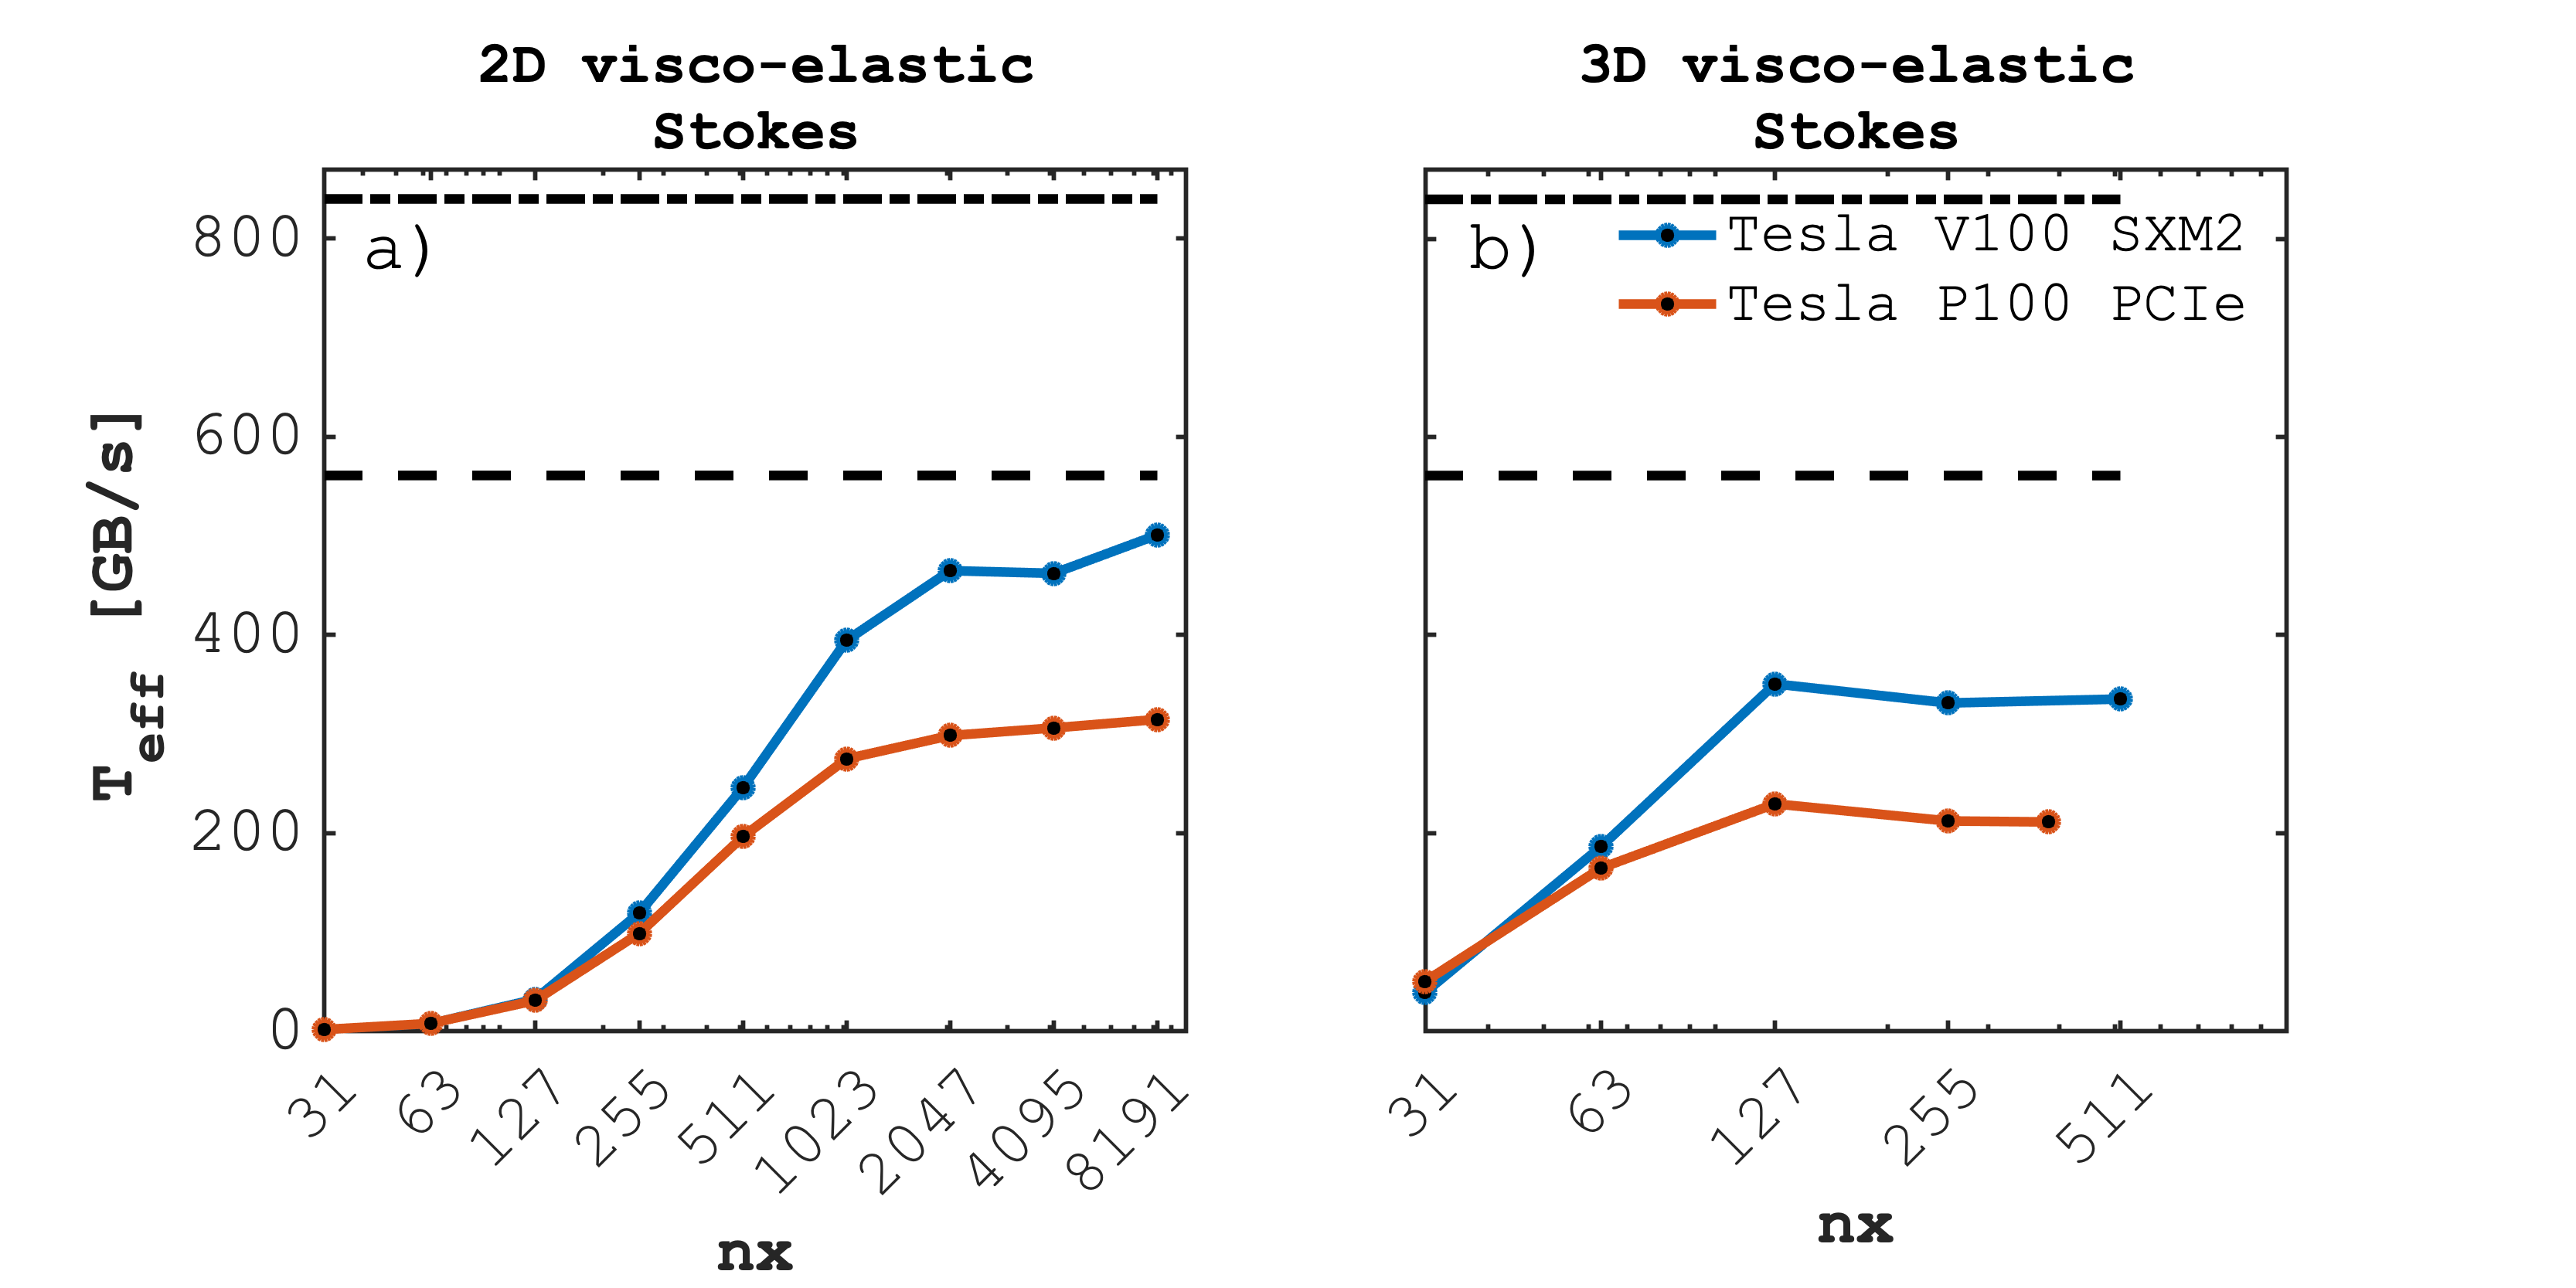 2D visco-elastic
Stokes
a)
800
600
400
200
0
T_eff [GB/s]
31 63 127 255 511 1023 2047 4095 8191
nx
3D visco-elastic
Stokes
b)
Tesla V100 SXM2
Tesla P100 PCIe
31 63 127 255 511
nx